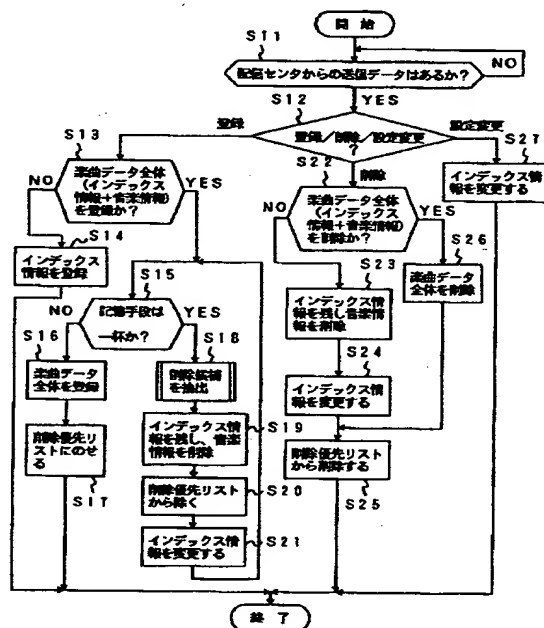 開 始
S11
配信センタからの送信データはあるか?
NO
YES
S12
登録/削除/設定変更
?
登録
削除
設定変更
S13
楽曲データ全体
(インデックス
情報+音楽情報)
を登録か?
NO
YES
S14
インデックス
情報を登録
S15
記憶手段は
一杯か?
NO
YES
S16
楽曲データ
全体を登録
削除優先リ
ストにのせ
る
S17
S18
削除候補
を抽出
S19
インデックス情
報を残し、音楽
情報を削除
S20
削除優先リスト
から除く
S21
インデックス情
報を変更する
S22
楽曲データ全体
(インデックス
情報+音楽情報)
を削除か?
NO
YES
S23
インデックス情
報を残し音楽情
報を削除
S24
インデックス情
報を変更する
S25
削除優先リスト
から削除する
S26
楽曲データ
全体を削除
S27
インデックス情
報を変更する
終 了